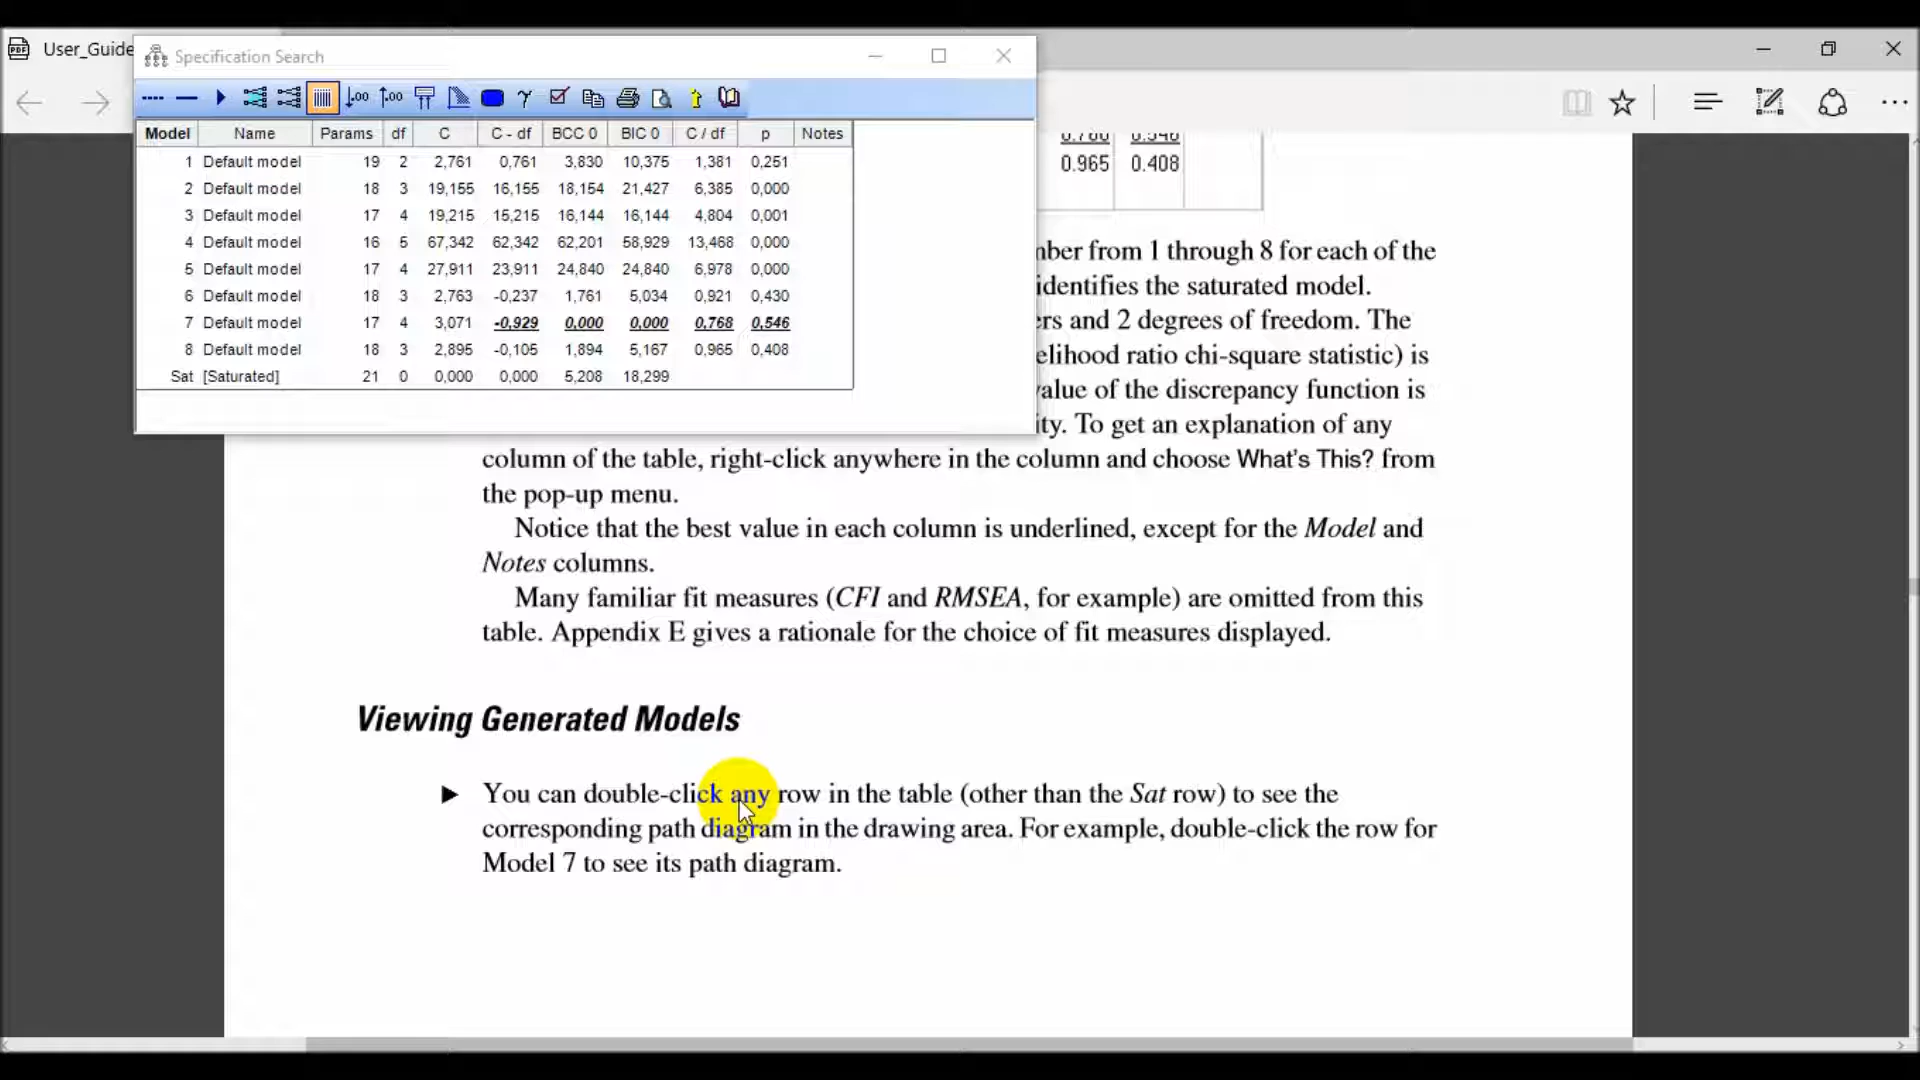 User_Guide
Specification Search
Model Name Params df C C - df BCC 0 BIC 0 C / df p Notes
1 Default model 19 2 2,761 0,761 3,830 10,375 1,381 0,251
2 Default model 18 3 19,155 16,155 18,154 21,427 6,385 0,000
3 Default model 17 4 19,215 15,215 16,144 16,144 4,804 0,001
4 Default model 16 5 67,342 62,342 62,201 58,929 13,468 0,000
5 Default model 17 4 27,911 23,911 24,840 24,840 6,978 0,000
6 Default model 18 3 2,763 -0,237 1,761 5,034 0,921 0,430
7 Default model 17 4 3,071 -0,929 0,000 0,000 0,768 0,546
8 Default model 18 3 2,895 -0,105 1,894 5,167 0,965 0,408
Sat [Saturated] 21 0 0,000 0,000 5,208 18,299
0.965 0.408
from 1 through 8 for each of the
identifies the saturated model.
and 2 degrees of freedom. The
ratio chi-square statistic) is
of the discrepancy function is
To get an explanation of any
column of the table, right-click anywhere in the column and choose What's This? from
the pop-up menu.
Notice that the best value in each column is underlined, except for the Model and
Notes columns.
Many familiar fit measures (CFI and RMSEA, for example) are omitted from this
table. Appendix E gives a rationale for the choice of fit measures displayed.
Viewing Generated Models
You can double-click any row in the table (other than the Sat row) to see the
corresponding path diagram in the drawing area. For example, double-click the row for
Model 7 to see its path diagram.